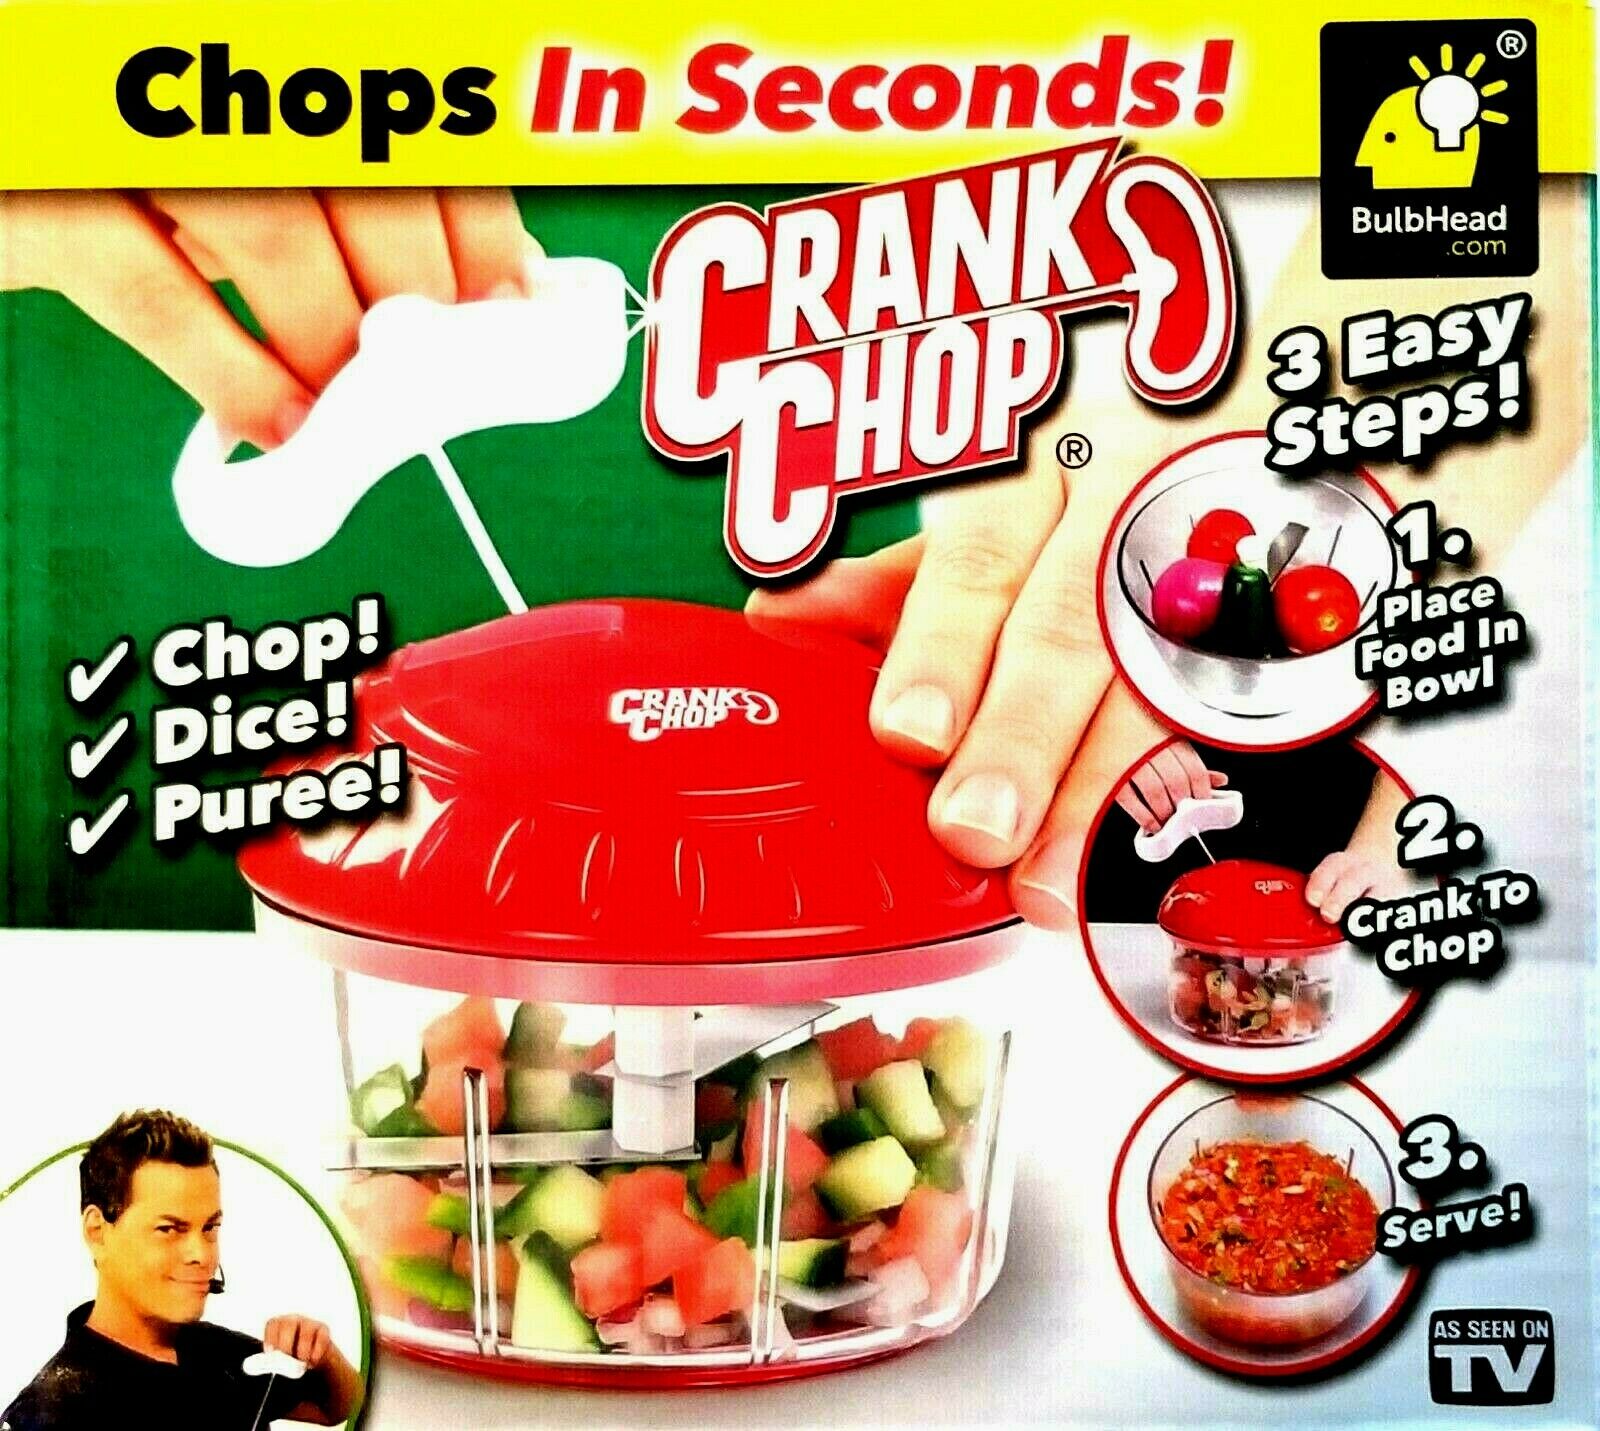 Chops In Seconds!
®
BulbHead
.com
CRANK
CHOP
®
3 Easy
Steps!
1.
Place
Food In
Bowl
✓ Chop!
✓ Dice!
✓ Puree!
CRANK
CHOP
2.
Crank To
Chop
3.
Serve!
AS SEEN ON
TV